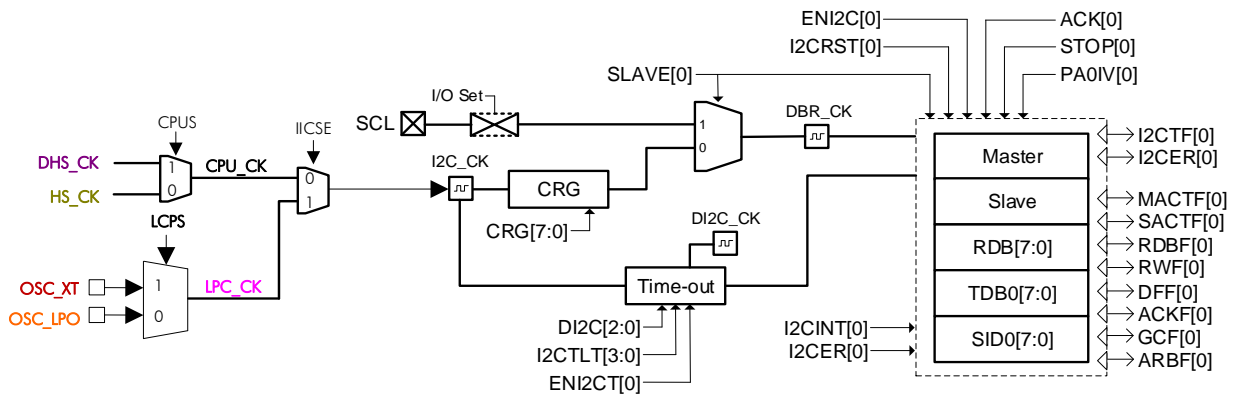 ENI2C[0]
ACK[0]
I2CRST[0]
STOP[0]
SLAVE[0]
PA0IV[0]
I/O Set
DBR_CK
SCL
1
0
CPUS
IICSE
DHS_CK
1
CPU_CK
0
I2C_CK
HS_CK
0
1
CRG
CRG[7:0]
LCPS
DI2C_CK
OSC_XT
1
LPC_CK
OSC_LPO
0
Time-out
DI2C[2:0]
I2CTLT[3:0]
ENI2CT[0]
I2CINT[0]
I2CER[0]
Master
Slave
RDB[7:0]
TDB0[7:0]
SID0[7:0]
I2CTF[0]
I2CER[0]
MACTF[0]
SACTF[0]
RDBF[0]
RWF[0]
DFF[0]
ACKF[0]
GCF[0]
ARBF[0]